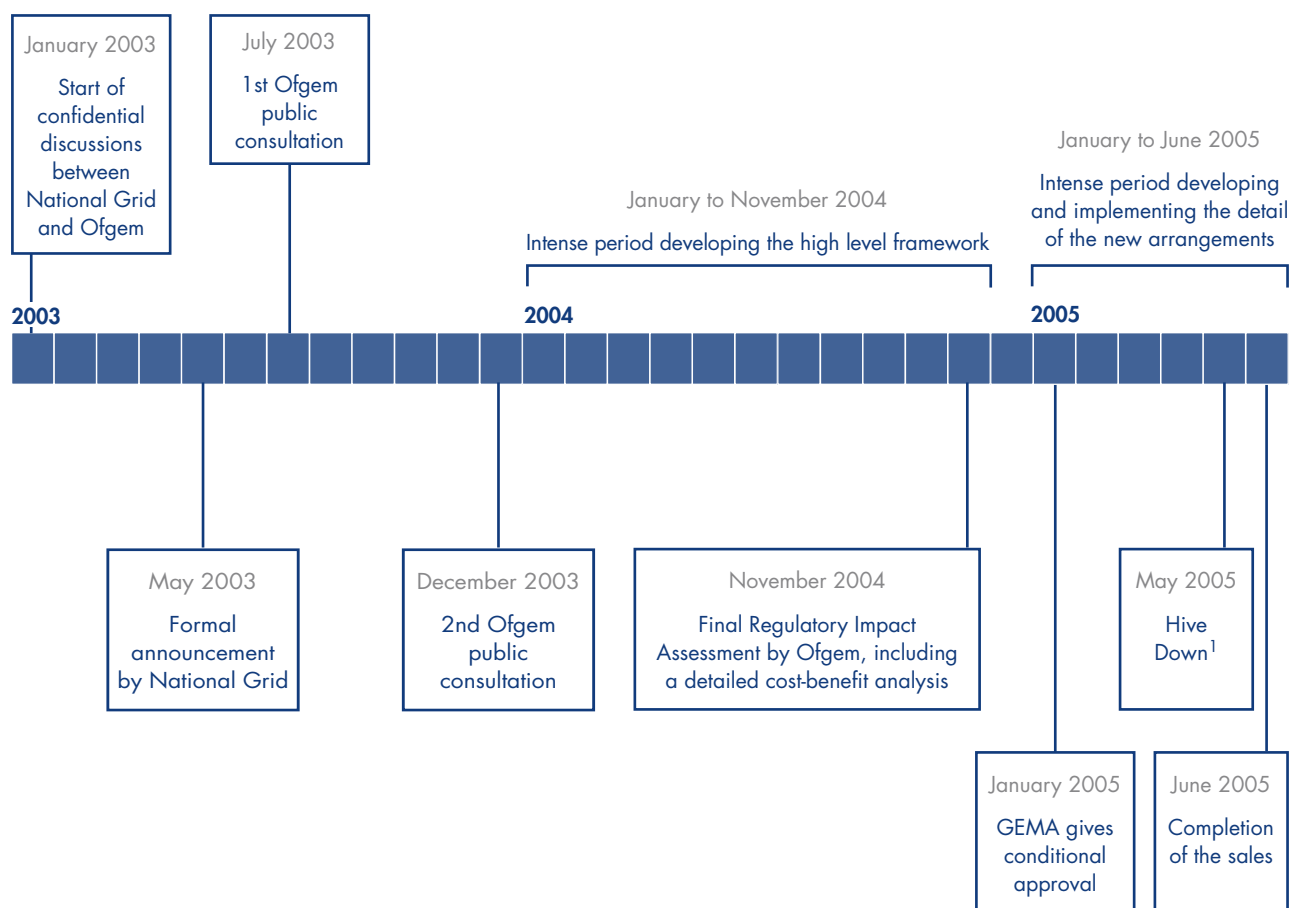 January 2003
Start of
confidential
discussions
between
National Grid
and Ofgem
July 2003
1st Ofgem
public
consultation
January to November 2004
Intense period developing the high level framework
January to June 2005
Intense period developing
and implementing the detail
of the new arrangements
2003
2004
2005
May 2003
Formal
announcement
by National Grid
December 2003
2nd Ofgem
public
consultation
November 2004
Final Regulatory Impact
Assessment by Ofgem, including
a detailed cost-benefit analysis
May 2005
Hive
Down1
January 2005
GEMA gives
conditional
approval
June 2005
Completion
of the sales